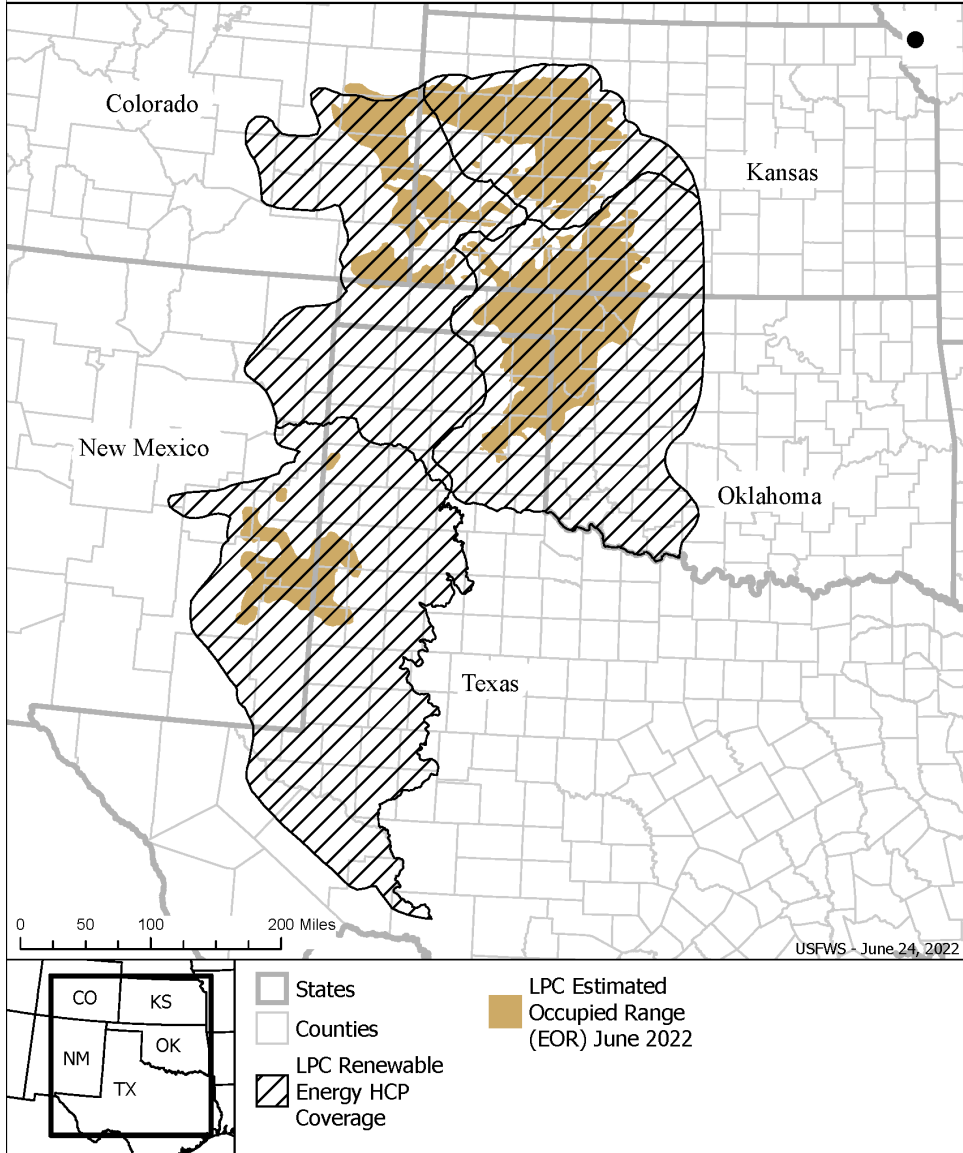 Colorado
Kansas
New Mexico
Oklahoma
Texas
0 50 100 200 Miles
USFWS - June 24, 2022
CO
KS
NM
OK
TX
States
Counties
LPC Renewable
Energy HCP
Coverage
LPC Estimated
Occupied Range
(EOR) June 2022